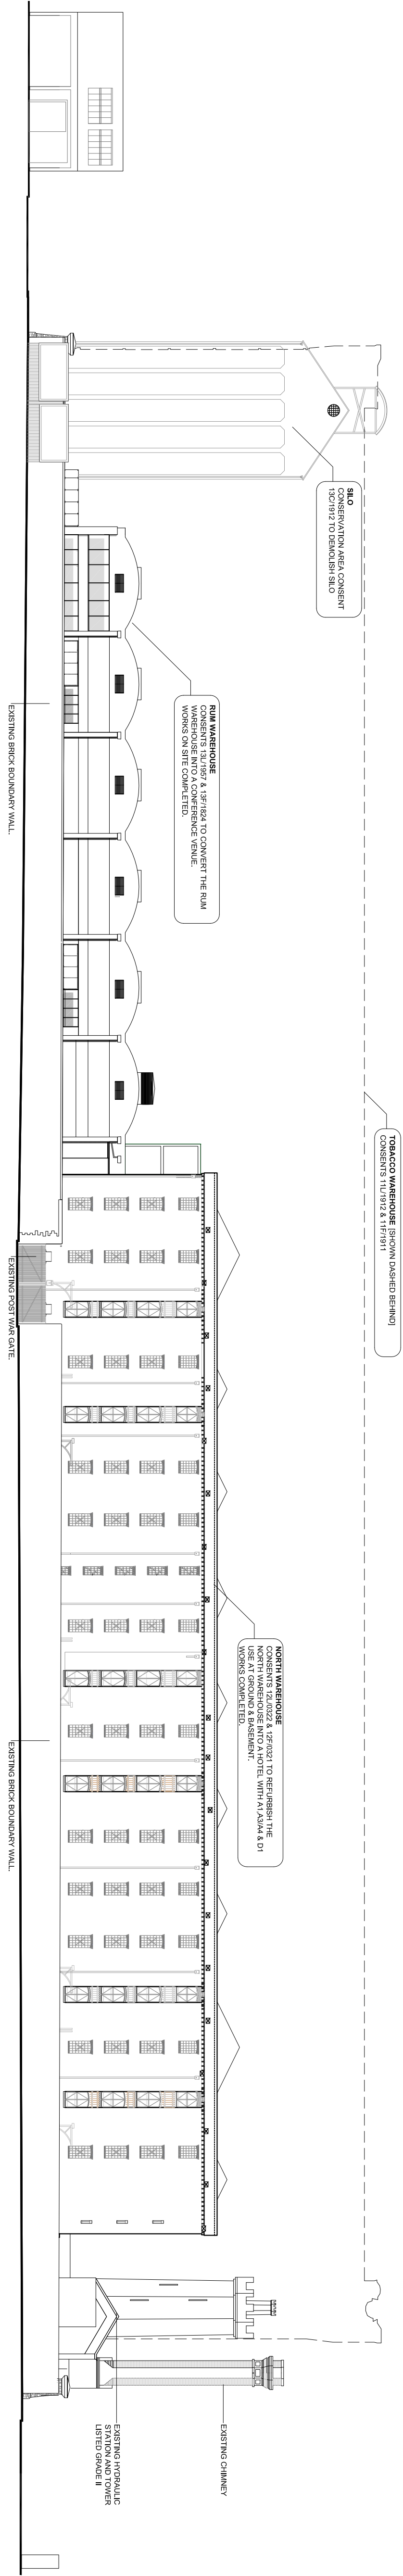 SILO
CONSERVATION AREA CONSENT
13C/1912 TO DEMOLISH SILO
RUM WAREHOUSE
CONSENTS 13L/1957 & 13F/1824 TO CONVERT THE RUM
WAREHOUSE INTO A CONFERENCE VENUE.
WORKS ON SITE COMPLETED.
EXISTING BRICK BOUNDARY WALL.
TOBACCO WAREHOUSE [SHOWN DASHED BEHIND]
CONSENTS 11L/1912 & 11F/1911
EXISTING POST WAR GATE.
NORTH WAREHOUSE
CONSENTS 12L/0322 & 12F/0321 TO REFURBISH THE
NORTH WAREHOUSE INTO A HOTEL WITH A1,A3/A4 & D1
USE AT GROUND & BASEMENT.
WORKS COMPLETED.
EXISTING BRICK BOUNDARY WALL.
EXISTING CHIMNEY
EXISTING HYDRAULIC
STATION AND TOWER
LISTED GRADE II